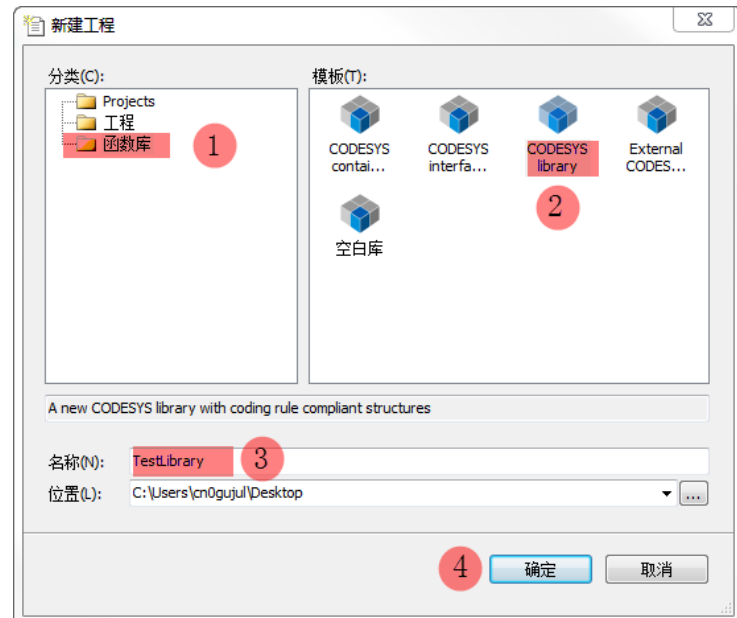 新建工程
分类(C):
模板(T):
Projects
工程
函数库
1
CODESYS
contai...
CODESYS
interfa...
CODESYS
library
External
CODES...
2
空白库
A new CODESYS library with coding rule compliant structures
名称(N):
TestLibrary
3
位置(L):
C:\Users\cn0gujul\Desktop
...
4
确定
取消